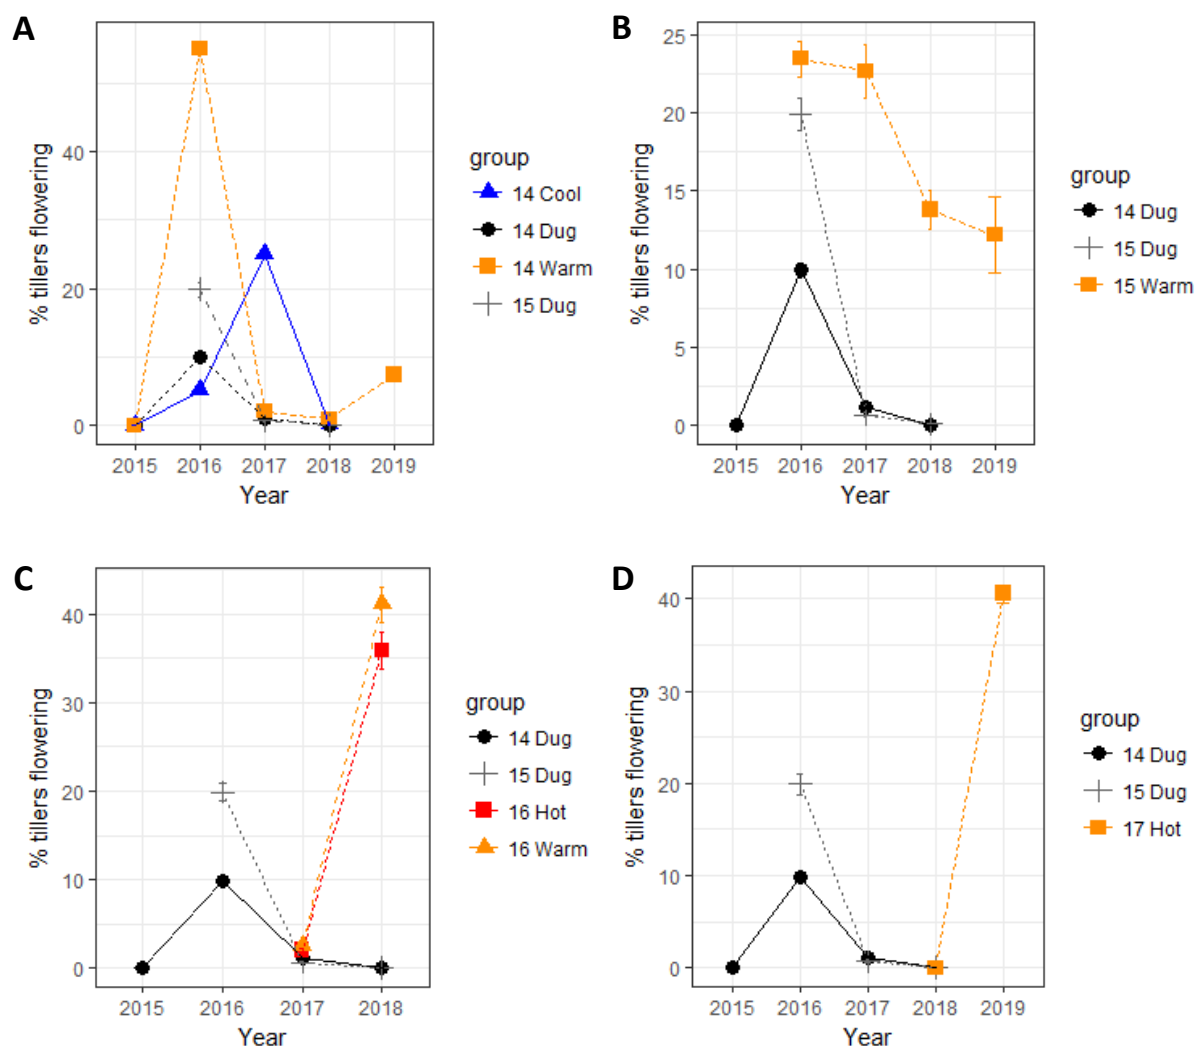 A
% tillers flowering
40
20
0
2015 2016 2017 2018 2019
Year
group
14 Cool
14 Dug
14 Warm
15 Dug
B
% tillers flowering
25
20
15
10
5
0
2015 2016 2017 2018 2019
Year
group
14 Dug
15 Dug
15 Warm
C
% tillers flowering
40
30
20
10
0
2015 2016 2017 2018
Year
group
14 Dug
15 Dug
16 Hot
16 Warm
D
% tillers flowering
40
30
20
10
0
2015 2016 2017 2018 2019
Year
group
14 Dug
15 Dug
17 Hot